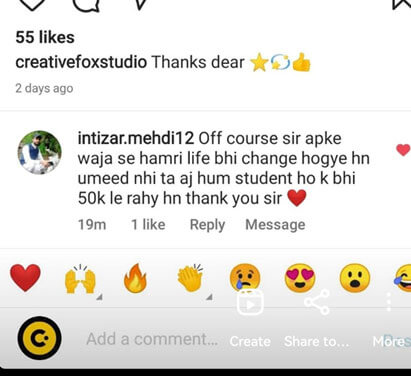 55 likes
creativefoxstudio Thanks dear ⭐💫👍
2 days ago
intizar.mehdi12 Off course sir apke
waja se hamri life bhi change hogye hn
umeed nhi ta aj hum student ho k bhi
50k le rahy hn thank you sir ❤️
19m 1 like Reply Message
Add a comment... Create Share to... More